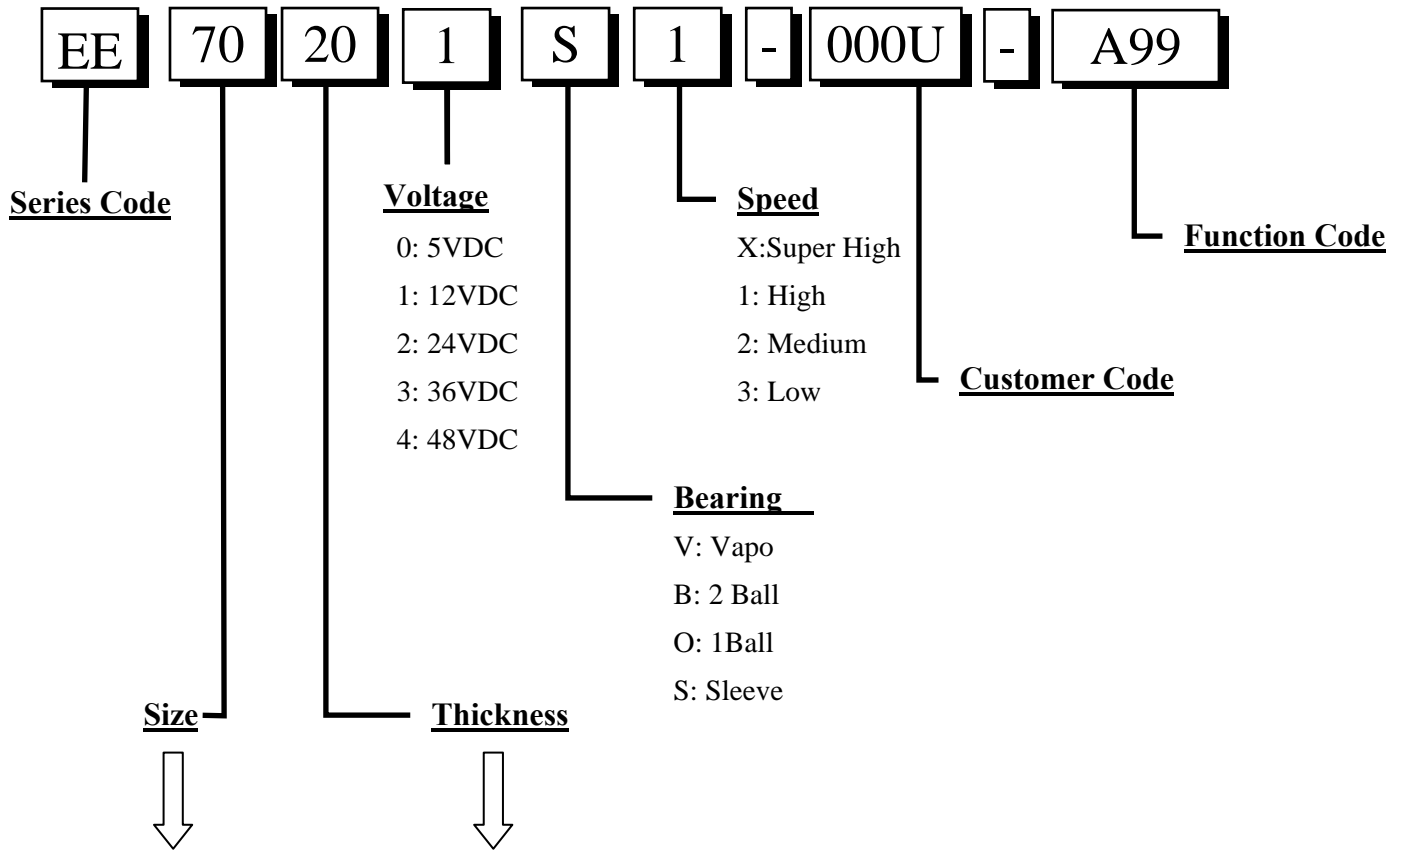 EE 70 20 1 S 1 - 000U - A99
Series Code
Voltage
0: 5VDC
1: 12VDC
2: 24VDC
3: 36VDC
4: 48VDC
Speed
X:Super High
1: High
2: Medium
3: Low
Function Code
Customer Code
Bearing
V: Vapo
B: 2 Ball
O: 1Ball
S: Sleeve
Size
Thickness